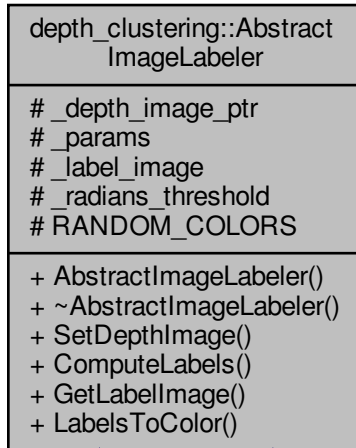 depth_clustering::Abstract
ImageLabeler
# _depth_image_ptr
# _params
# _label_image
# _radians_threshold
# RANDOM_COLORS
+ AbstractImageLabeler()
+ ~AbstractImageLabeler()
+ SetDepthImage()
+ ComputeLabels()
+ GetLabelImage()
+ LabelsToColor()